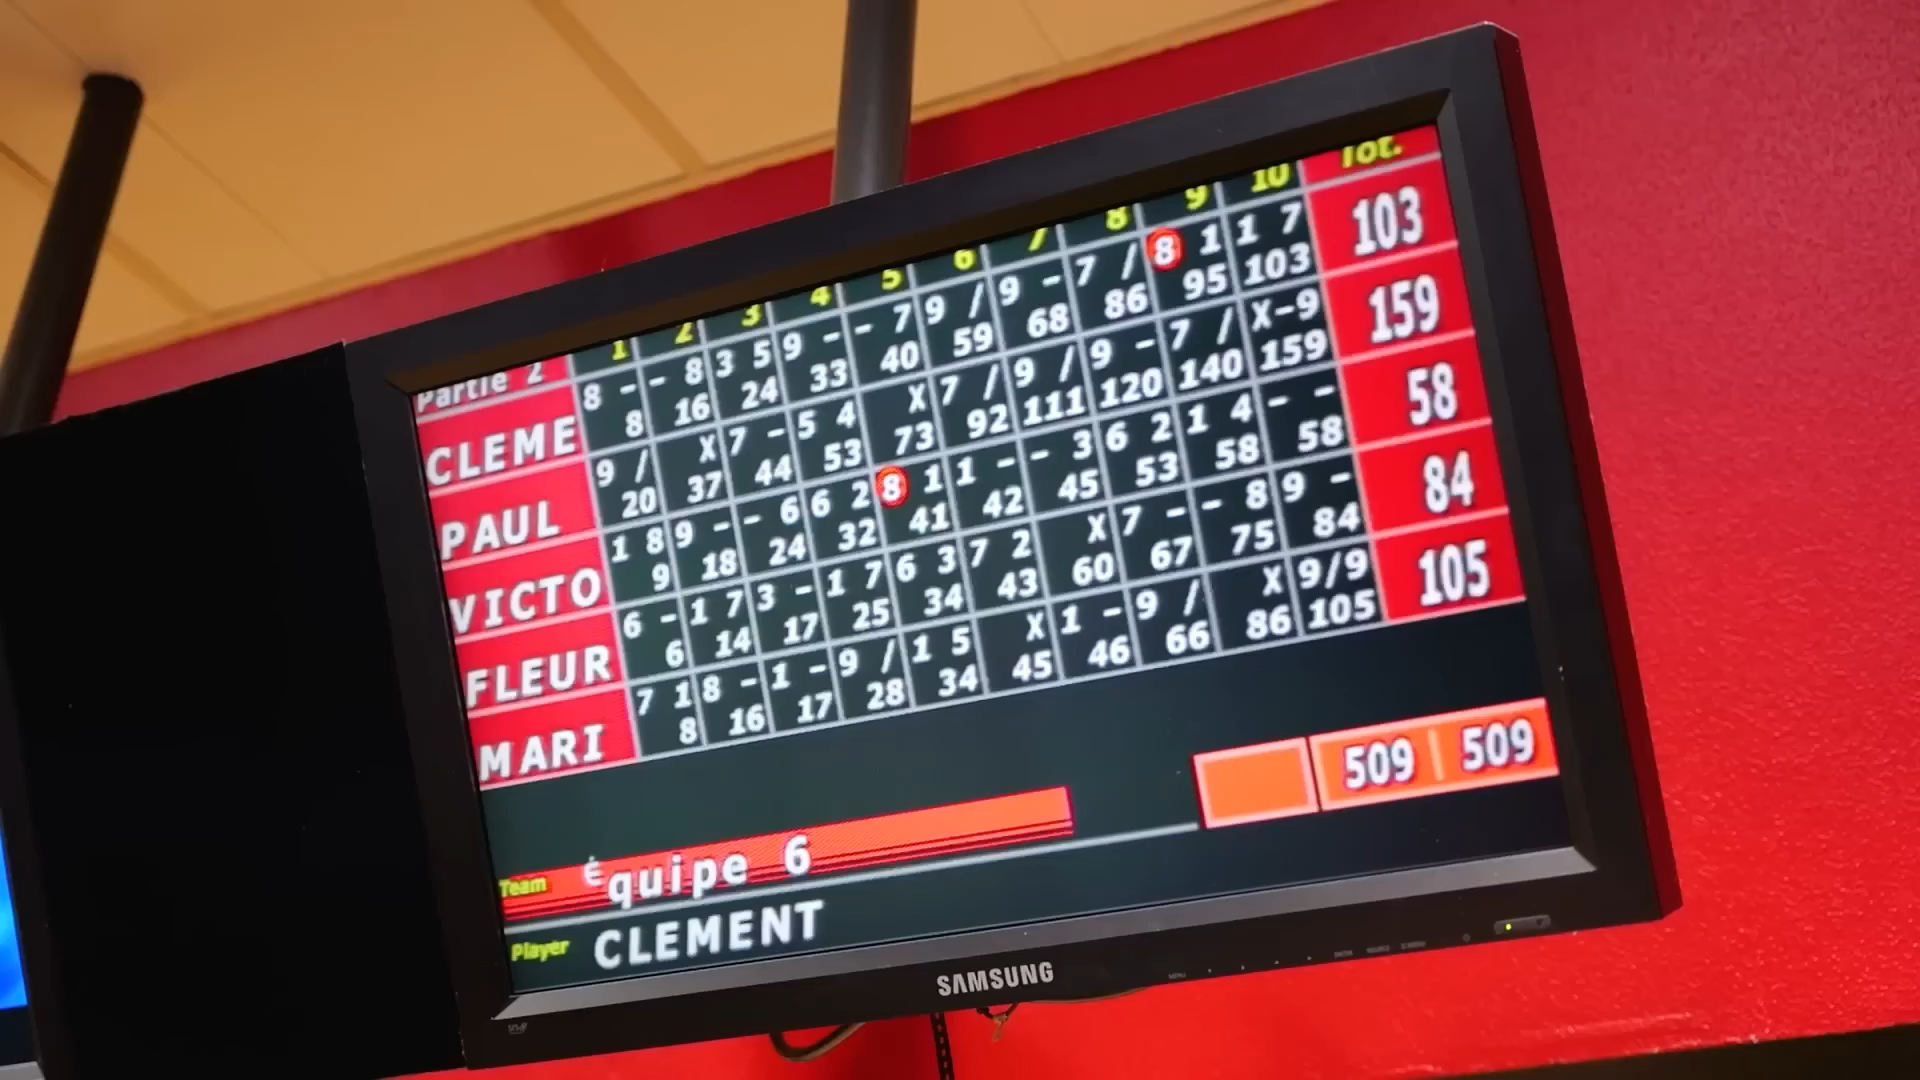 Partie 2 1 2 3 4 5 6 7 8 9 10 Tot.
CLEME 8 - - 8 3 5 9 - - 7 9 / 9 - 7 / 8 1 1 7 103
8 16 24 33 40 59 68 86 95 103
PAUL 9 / X 7 - 5 4 X 7 / 9 / 9 - 7 / X-9 159
20 37 44 53 73 92 111 120 140 159
VICTO 1 8 9 - - 6 6 2 8 1 1 - - 3 6 2 1 4 - - 58
9 18 24 32 41 42 45 53 58 58
FLEUR 6 - 1 7 3 - 1 7 6 3 7 2 X 7 - - 8 9 - 84
6 14 17 25 34 43 60 67 75 84
MARI 7 1 8 - 1 - 9 / 1 5 X 1 - 9 / X 9/9 105
8 16 17 28 34 45 46 66 86 105
509 509
Team Équipe 6
Player CLEMENT
SAMSUNG